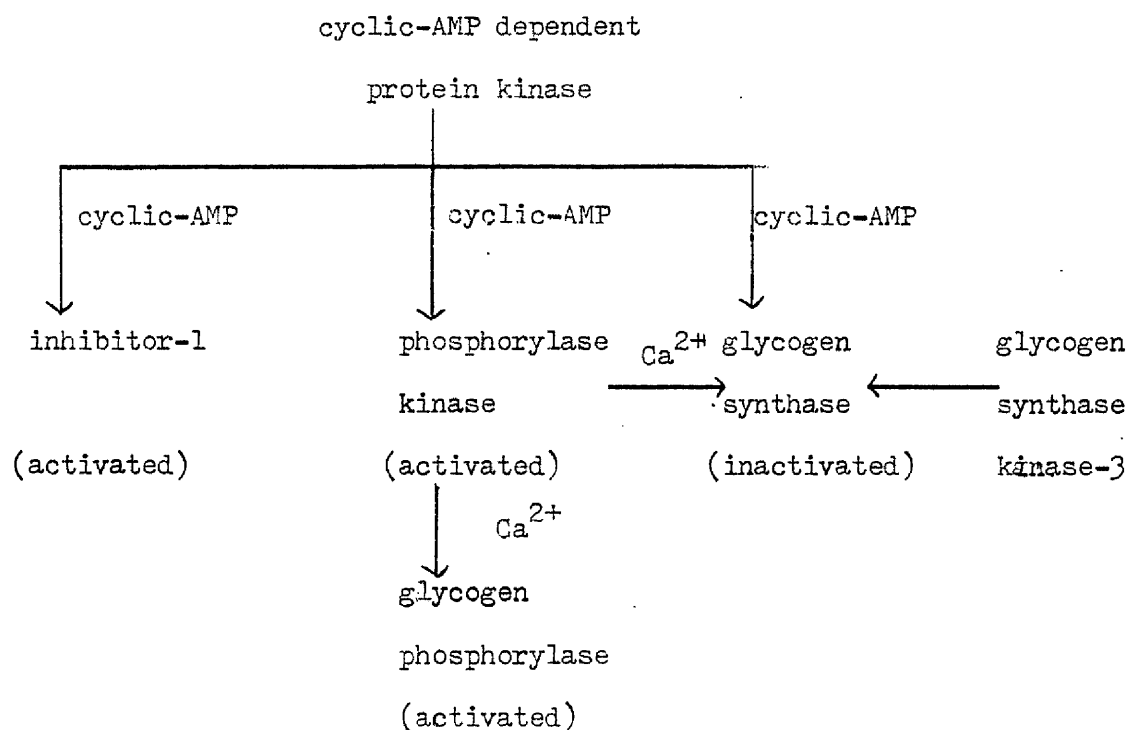 cyclic-AMP dependent
protein kinase
cyclic-AMP
cyclic-AMP
cyclic-AMP
inhibitor-1
(activated)
phosphorylase
kinase
(activated)
Ca2+
glycogen
synthase
(inactivated)
glycogen
synthase
kinase-3
Ca2+
glycogen
phosphorylase
(activated)